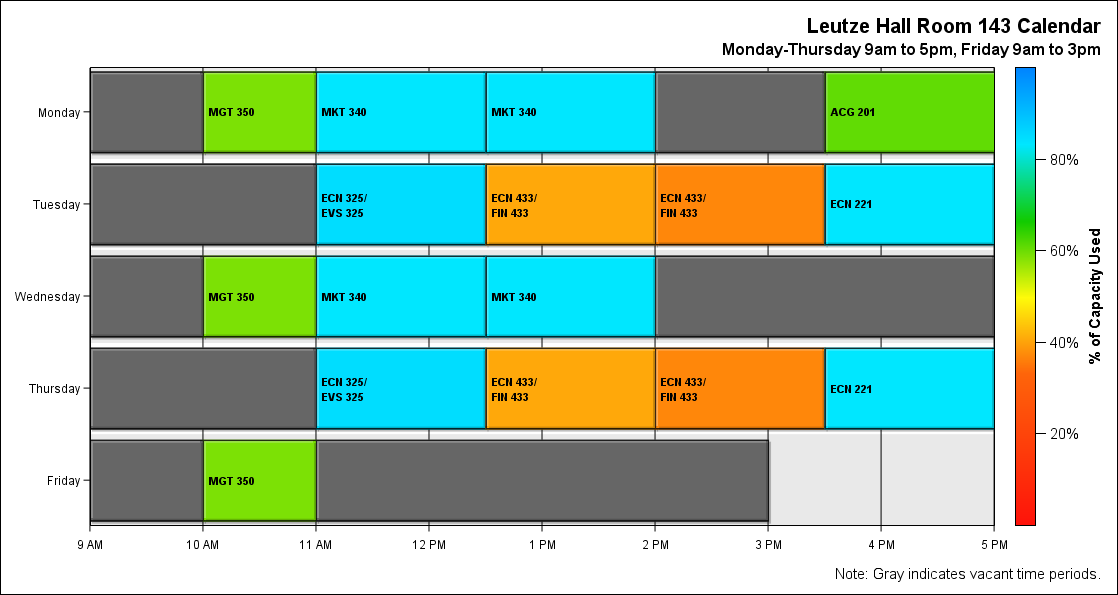 Leutze Hall Room 143 Calendar
Monday-Thursday 9am to 5pm, Friday 9am to 3pm
Monday
MGT 350
MKT 340
MKT 340
ACG 201
Tuesday
ECN 325/
EVS 325
ECN 433/
FIN 433
ECN 433/
FIN 433
ECN 221
Wednesday
MGT 350
MKT 340
MKT 340
Thursday
ECN 325/
EVS 325
ECN 433/
FIN 433
ECN 433/
FIN 433
ECN 221
Friday
MGT 350
9 AM
10 AM
11 AM
12 PM
1 PM
2 PM
3 PM
4 PM
5 PM
80%
60%
40%
20%
% of Capacity Used
Note: Gray indicates vacant time periods.